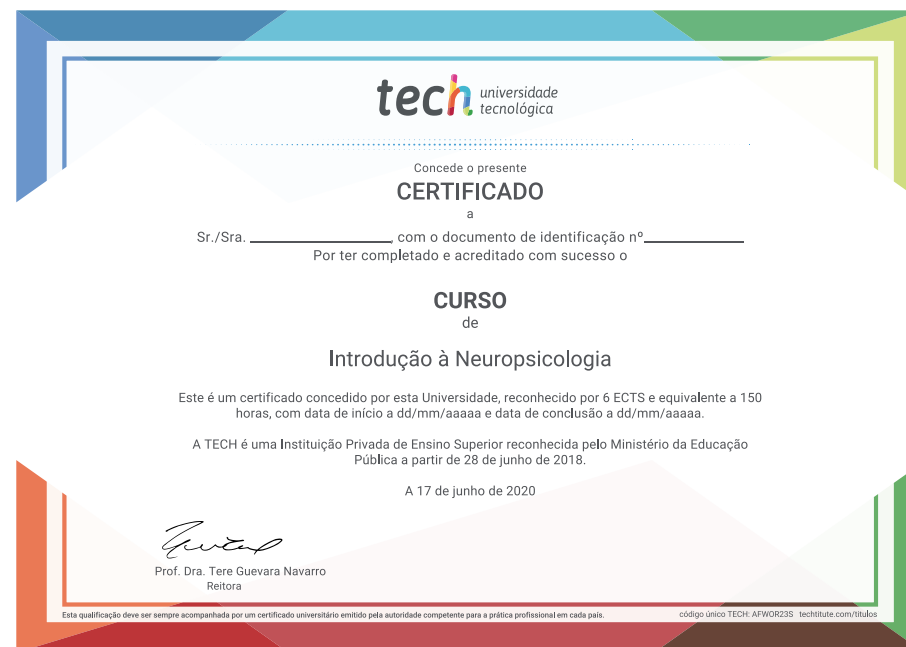 tech universidade
tecnológica
Concede o presente
CERTIFICADO
a
Sr./Sra. ____________________, com o documento de identificação nº______________
Por ter completado e acreditado com sucesso o
CURSO
de
Introdução à Neuropsicologia
Este é um certificado concedido por esta Universidade, reconhecido por 6 ECTS e equivalente a 150
horas, com data de início a dd/mm/aaaaa e data de conclusão a dd/mm/aaaaa.
A TECH é uma Instituição Privada de Ensino Superior reconhecida pelo Ministério da Educação
Pública a partir de 28 de junho de 2018.
A 17 de junho de 2020
Prof. Dra. Tere Guevara Navarro
Reitora
Esta qualificação deve ser sempre acompanhada por um certificado universitário emitido pela autoridade competente para a prática profissional em cada país.
código único TECH: AFWOR23S techtitute.com/titulos